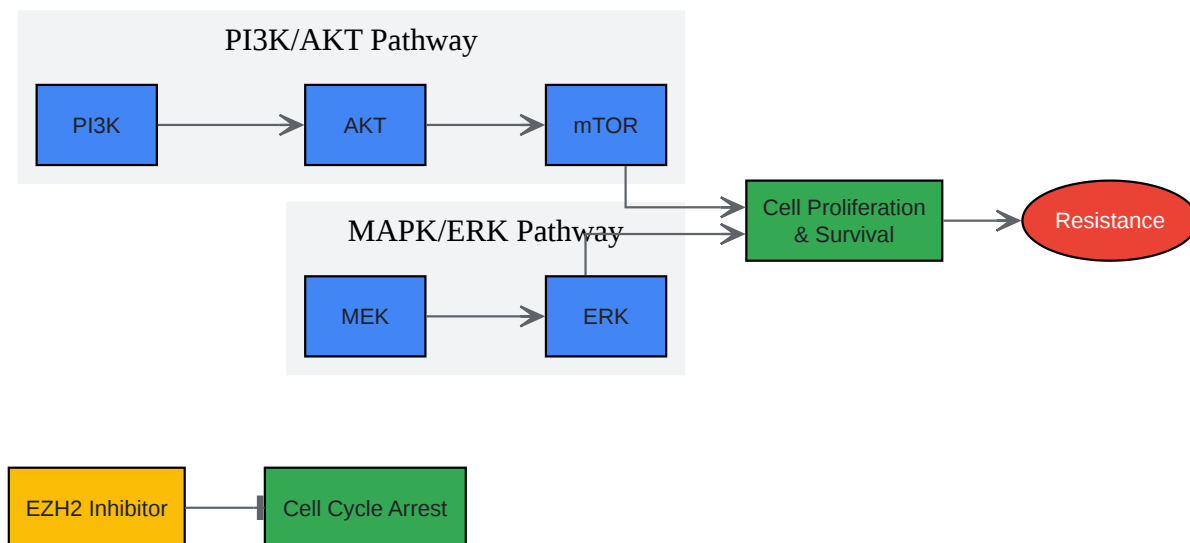 PI3K/AKT Pathway
PI3K
AKT
mTOR
Cell Proliferation
& Survival
Resistance
MAPK/ERK Pathway
MEK
ERK
EZH2 Inhibitor
Cell Cycle Arrest